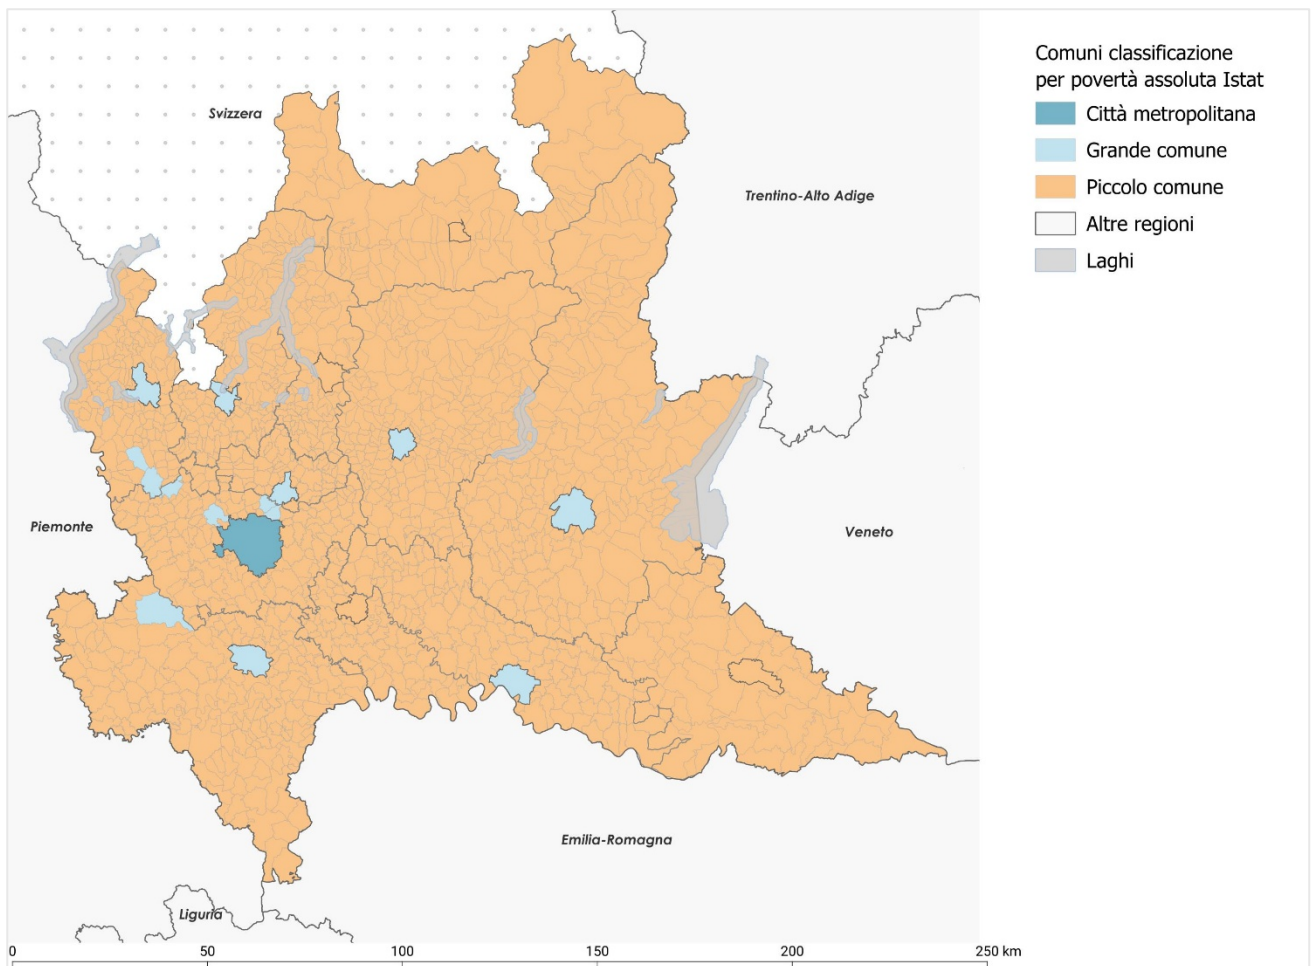 Comuni classificazione
per povertà assoluta Istat
Città metropolitana
Grande comune
Piccolo comune
Altre regioni
Laghi
Svizzera
Trentino-Alto Adige
Piemonte
Veneto
Emilia-Romagna
Liguria
0 50 100 150 200 250 km